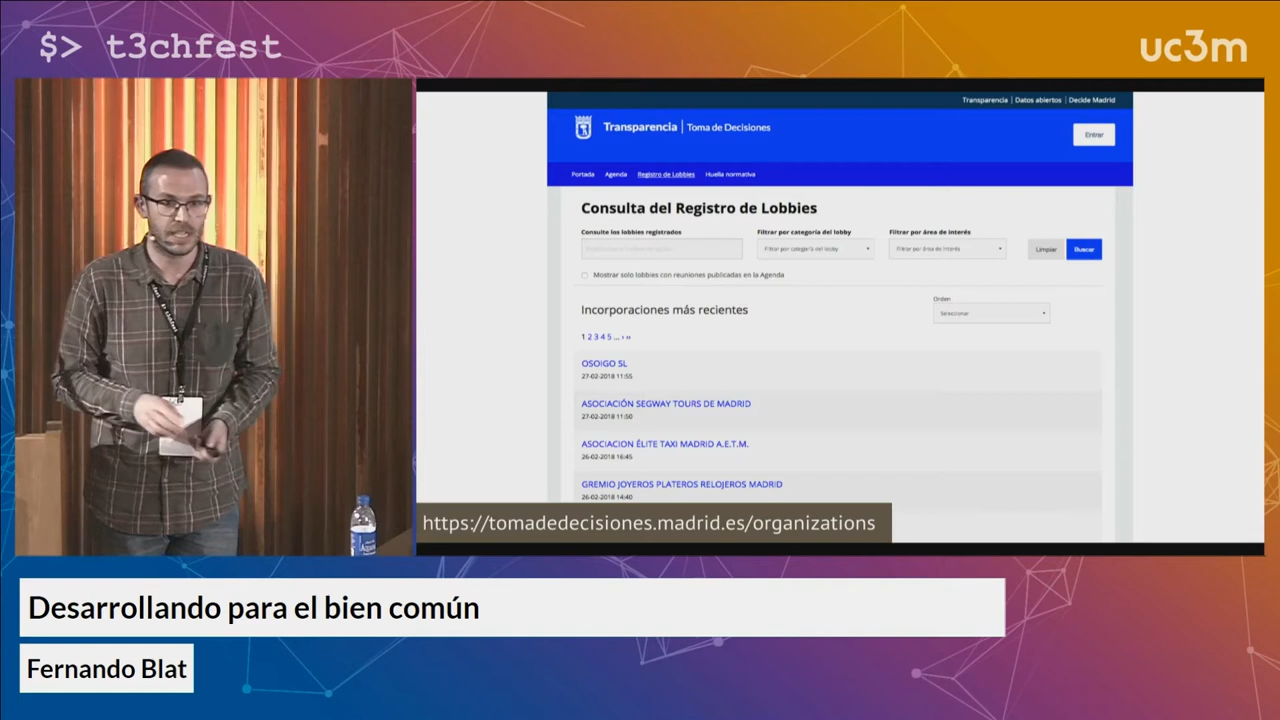 $> t3chfest
uc3m
Transparencia | Datos abiertos | Decide Madrid
Transparencia | Toma de Decisiones
Entrar
Portada Agenda Registro de Lobbies Huella normativa
Consulta del Registro de Lobbies
Consulte los lobbies registrados Filtrar por categoría del lobby Filtrar por área de interés
Filtrar por categoría del lobby Filtrar por área de interés Limpiar Buscar
Mostrar solo lobbies con reuniones publicadas en la Agenda
Orden
Incorporaciones más recientes
Seleccionar
1 2 3 4 5 ... › ››
OSOIGO SL
27-02-2018 11:55
ASOCIACIÓN SEGWAY TOURS DE MADRID
27-02-2018 11:50
ASOCIACION ÉLITE TAXI MADRID A.E.T.M.
26-02-2018 16:45
GREMIO JOYEROS PLATEROS RELOJEROS MADRID
26-02-2018 14:40
https://tomadedecisiones.madrid.es/organizations
Desarrollando para el bien común
Fernando Blat